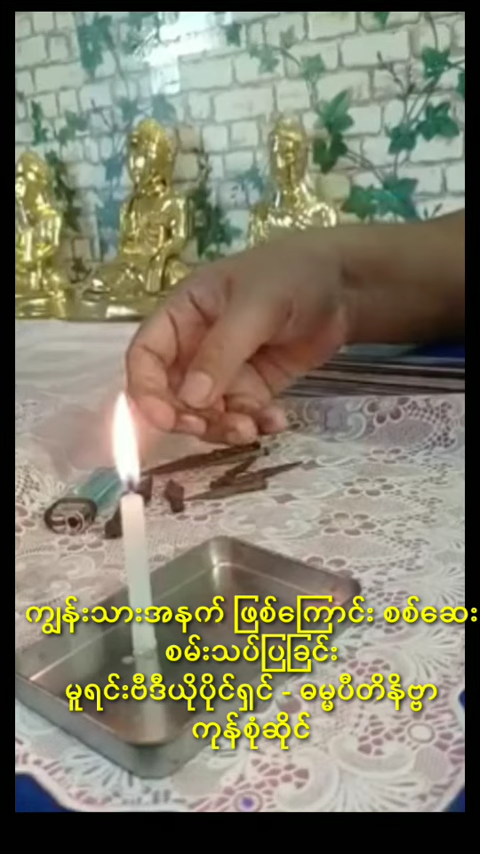 ကျွန်းသားအနက် ဖြစ်ကြောင်း စစ်ဆေး
စမ်းသပ်ပြခြင်း
မူရင်းဗီဒီယိုပိုင်ရှင် - ဓမ္မပီတိနိဗ္ဗာ
ကုန်စုံဆိုင်